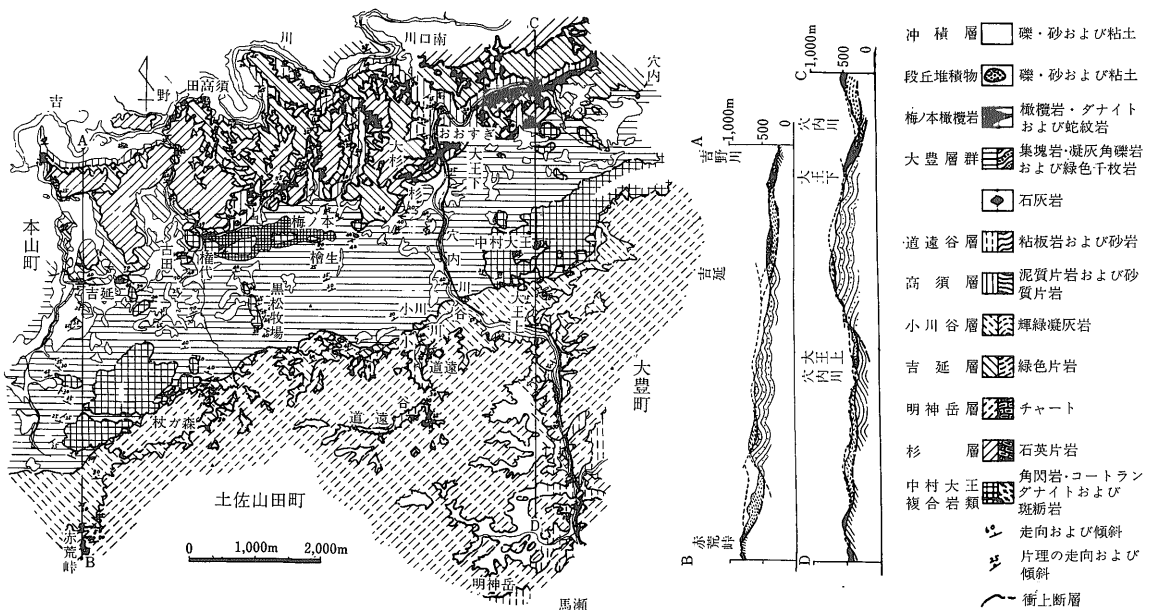 川口南
川
穴内
田高須
野
吉
おおすぎ
大杉
大王下
杉
本山町
梅ノ本
中村大王
穴内川
権代
檜生
吉延
黒松牧場
小川
大王上
小川谷
道遠
道遠谷
大豊町
杖ガ森
土佐山田町
赤荒峠
明神岳
馬瀬
A
B
C
D
0 1,000m 2,000m
A
1,000m
500
0
吉野川
吉延
赤荒峠
B
C
1,000m
500
0
穴内川
大王下
大王上
穴内川
D
冲積層 礫・砂および粘土
段丘堆積物 礫・砂および粘土
梅ノ本橄欖岩 橄欖岩・ダナイト
および蛇紋岩
大豊層群 集塊岩・凝灰角礫岩
および緑色千枚岩
石灰岩
道遠谷層 粘板岩および砂岩
高須層 泥質片岩および砂
質片岩
小川谷層 輝緑凝灰岩
吉延層 緑色片岩
明神岳層 チャート
杉層 石英片岩
中村大王
複合岩類
角閃岩・コートラン
ダナイトおよび
斑栃岩
走向および傾斜
片理の走向および
傾斜
衝上断層